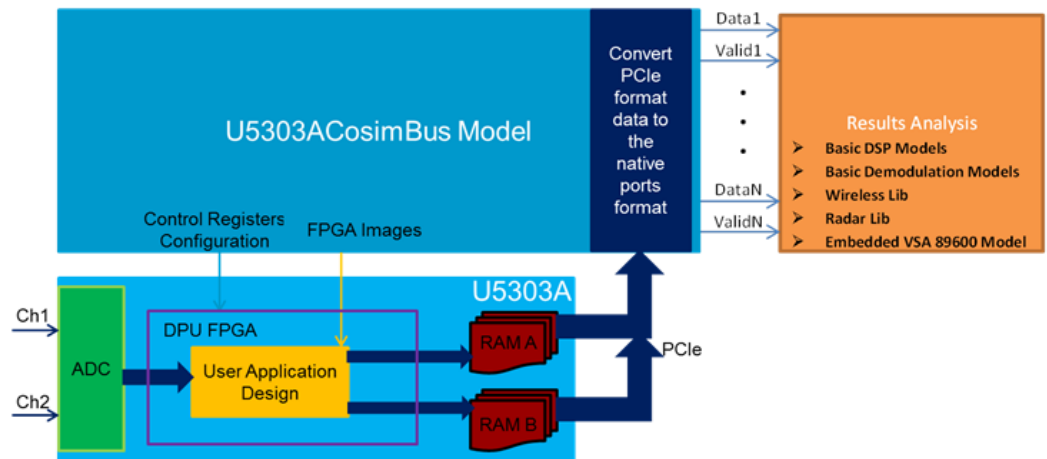 Data1
Valid1
Convert
PCIe
format
data to
the
native
ports
format
U5303ACosimBus Model
Results Analysis
➢ Basic DSP Models
➢ Basic Demodulation Models
➢ Wireless Lib
➢ Radar Lib
➢ Embedded VSA 89600 Model
DataN
ValidN
Control Registers
Configuration
FPGA Images
U5303A
Ch1
Ch2
ADC
DPU FPGA
User Application
Design
RAM A
RAM B
PCIe